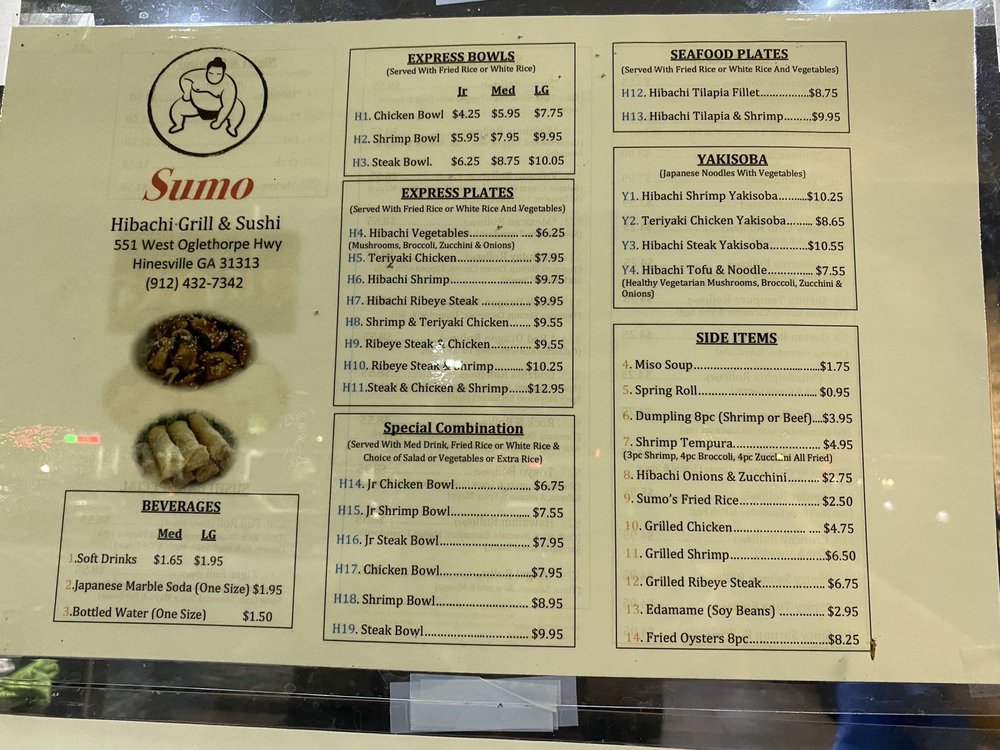 Sumo
Hibachi Grill & Sushi
551 West Oglethorpe Hwy
Hinesville GA 31313
(912) 432-7342
BEVERAGES
Med LG
1.Soft Drinks $1.65 $1.95
2.Japanese Marble Soda (One Size) $1.95
3.Bottled Water (One Size) $1.50
EXPRESS BOWLS
(Served With Fried Rice or White Rice)
Jr Med LG
H1. Chicken Bowl $4.25 $5.95 $7.75
H2. Shrimp Bowl $5.95 $7.95 $9.95
H3. Steak Bowl. $6.25 $8.75 $10.05
EXPRESS PLATES
(Served With Fried Rice or White Rice And Vegetables)
H4. Hibachi Vegetables.................. $6.25
(Mushrooms, Broccoli, Zucchini & Onions)
H5. Teriyaki Chicken.......................... $7.95
H6. Hibachi Shrimp............................ $9.75
H7. Hibachi Ribeye Steak ............... $9.95
H8. Shrimp & Teriyaki Chicken...... $9.55
H9. Ribeye Steak & Chicken............ $9.55
H10. Ribeye Steak & Shrimp.......... $10.25
H11.Steak & Chicken & Shrimp......$12.95
Special Combination
(Served With Med Drink, Fried Rice or White Rice &
Choice of Salad or Vegetables or Extra Rice)
H14. Jr Chicken Bowl......................... $6.75
H15. Jr Shrimp Bowl.......................... $7.55
H16. Jr Steak Bowl............................. $7.95
H17. Chicken Bowl.............................$7.95
H18. Shrimp Bowl............................. $8.95
H19. Steak Bowl................................. $9.95
SEAFOOD PLATES
(Served With Fried Rice or White Rice And Vegetables)
H12. Hibachi Tilapia Fillet...............$8.75
H13. Hibachi Tilapia & Shrimp.........$9.95
YAKISOBA
(Japanese Noodles With Vegetables)
Y1. Hibachi Shrimp Yakisoba.........$10.25
Y2. Teriyaki Chicken Yakisoba........ $8.65
Y3. Hibachi Steak Yakisoba............$10.55
Y4. Hibachi Tofu & Noodle.............. $7.55
(Healthy Vegetarian Mushrooms, Broccoli, Zucchini &
Onions)
SIDE ITEMS
4. Miso Soup......................................$1.75
5. Spring Roll.................................... $0.95
6. Dumpling 8pc (Shrimp or Beef)...$3.95
7. Shrimp Tempura.......................... $4.95
(3pc Shrimp, 4pc Broccoli, 4pc Zucchini All Fried)
8. Hibachi Onions & Zucchini......... $2.75
9. Sumo's Fried Rice........................ $2.50
10. Grilled Chicken.......................... $4.75
11. Grilled Shrimp............................$6.50
12. Grilled Ribeye Steak.................. $6.75
13. Edamame (Soy Beans) ............. $2.95
14. Fried Oysters 8pc.......................$8.25